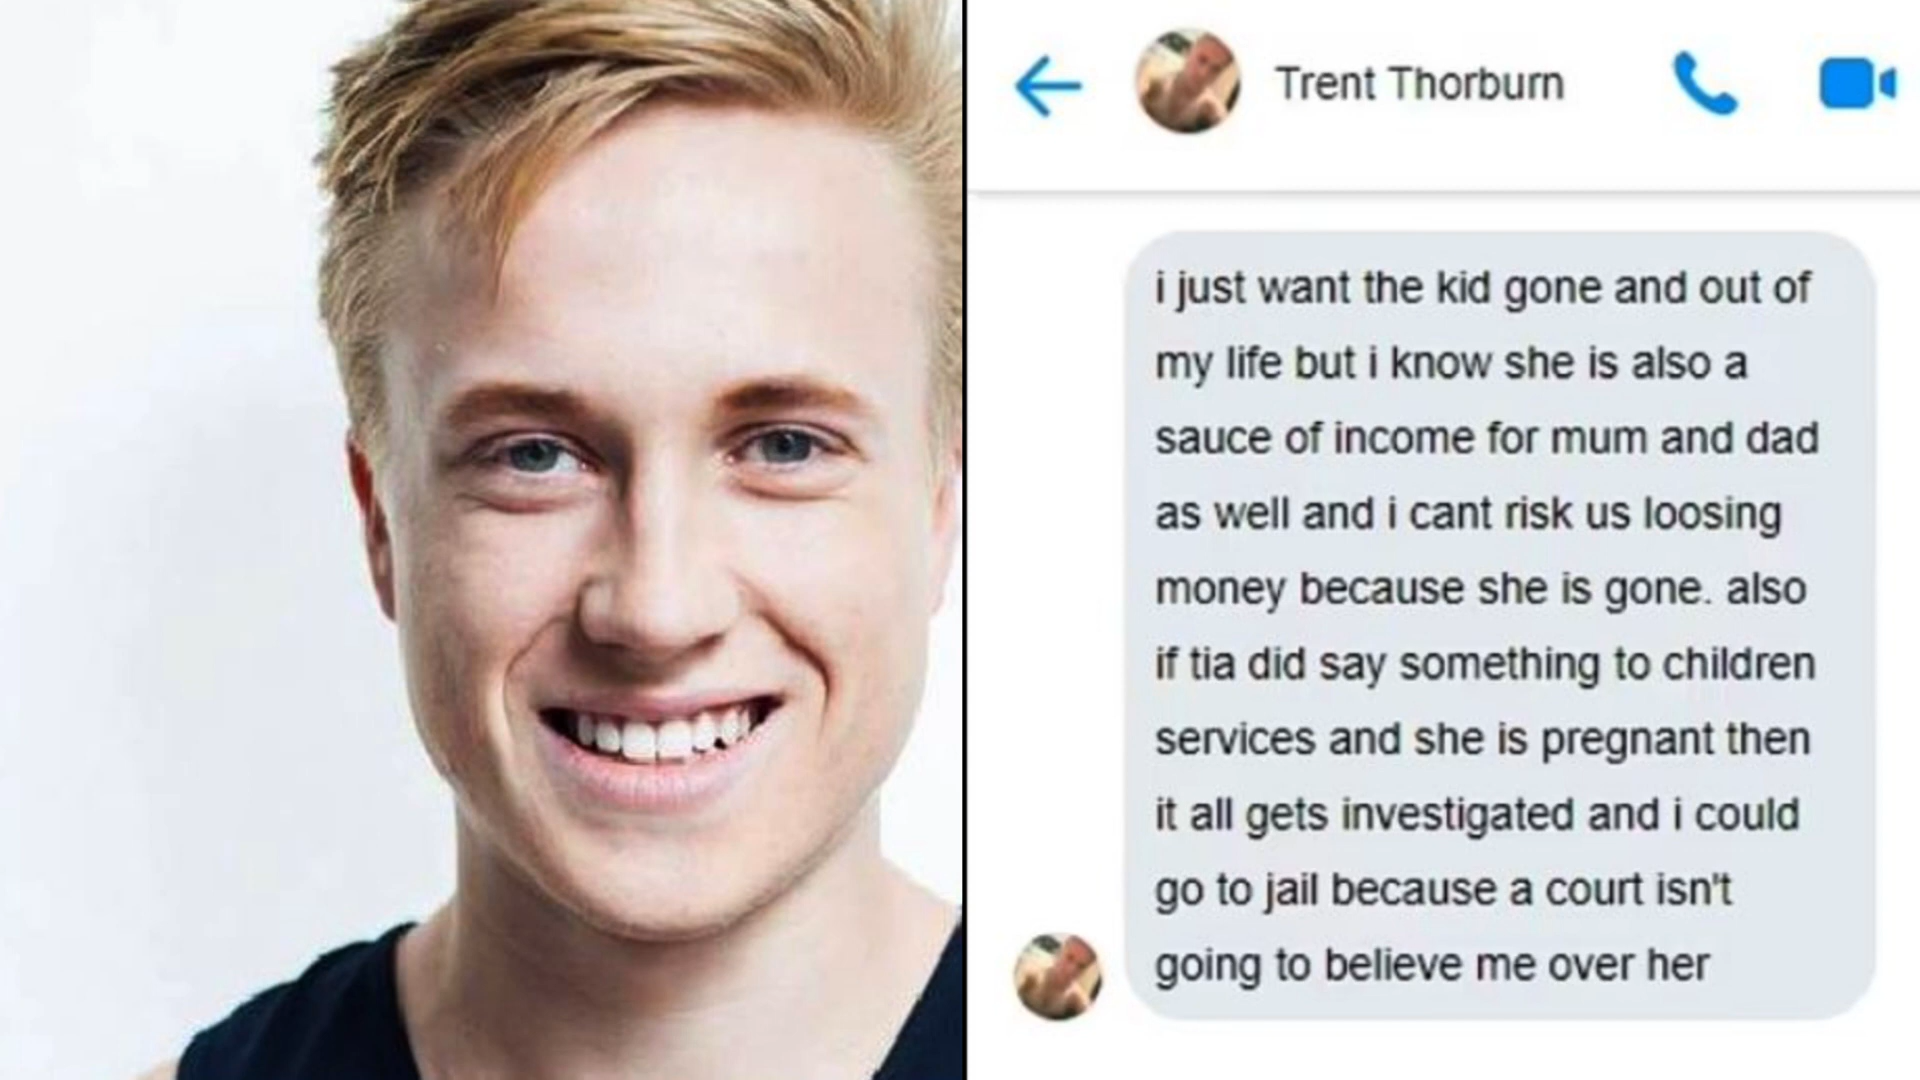 Trent Thorburn
i just want the kid gone and out of
my life but i know she is also a
sauce of income for mum and dad
as well and i cant risk us loosing
money because she is gone. also
if tia did say something to children
services and she is pregnant then
it all gets investigated and i could
go to jail because a court isn't
going to believe me over her